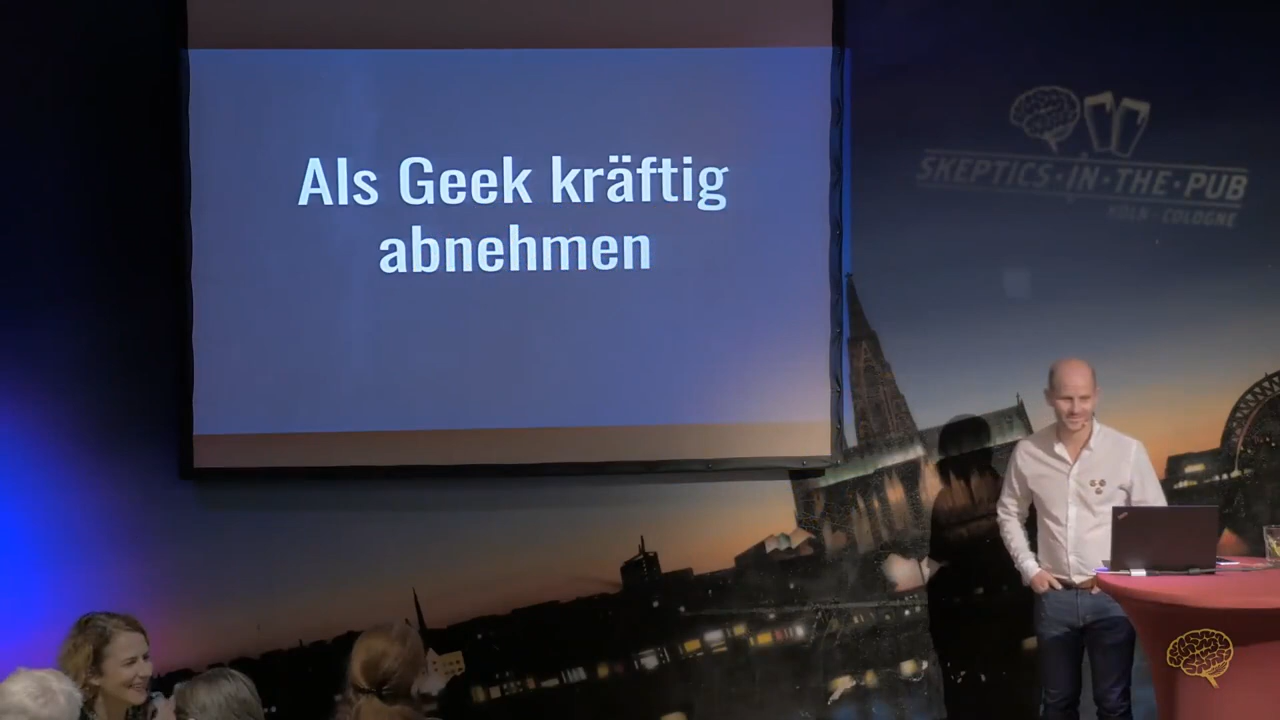 Als Geek kräftig
abnehmen
SKEPTICS·IN·THE·PUB
KÖLN · COLOGNE